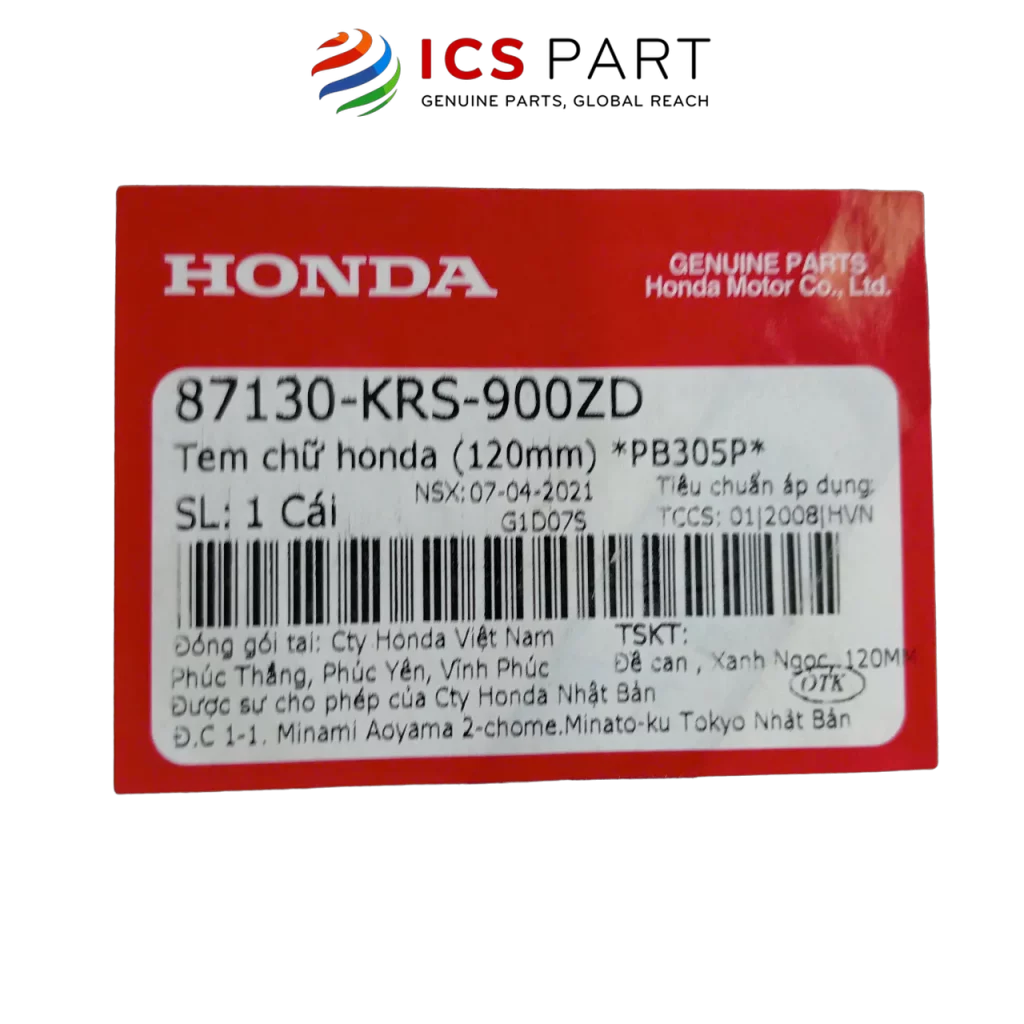 ICS PART
GENUINE PARTS, GLOBAL REACH
HONDA
GENUINE PARTS
Honda Motor Co., Ltd.
87130-KRS-900ZD
Tem chữ honda (120mm) *PB305P*
SL: 1 Cái
NSX: 07-04-2021
G1D07S
Tiêu chuẩn áp dụng:
TCCS: 01|2008|HVN
Đóng gói tại: Cty Honda Việt Nam
Phúc Thắng, Phúc Yên, Vĩnh Phúc
Được sự cho phép của Cty Honda Nhật Bản
Đ.C 1-1. Minami Aoyama 2-chome.Minato-ku Tokyo Nhật Bản
TSKT:
Đề can , Xanh Ngọc, 120MM
OTK